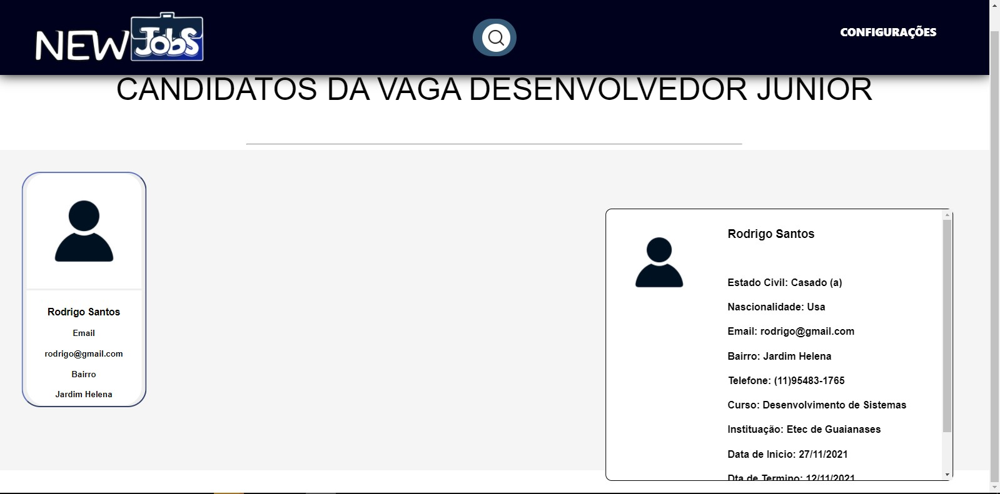 NEW JobS
CONFIGURAÇÕES
CANDIDATOS DA VAGA DESENVOLVEDOR JUNIOR
Rodrigo Santos
Email
rodrigo@gmail.com
Bairro
Jardim Helena
Rodrigo Santos
Estado Civil: Casado (a)
Nascionalidade: Usa
Email: rodrigo@gmail.com
Bairro: Jardim Helena
Telefone: (11)95483-1765
Curso: Desenvolvimento de Sistemas
Instituação: Etec de Guaianases
Data de Inicio: 27/11/2021
Dta de Termino: 12/11/2021